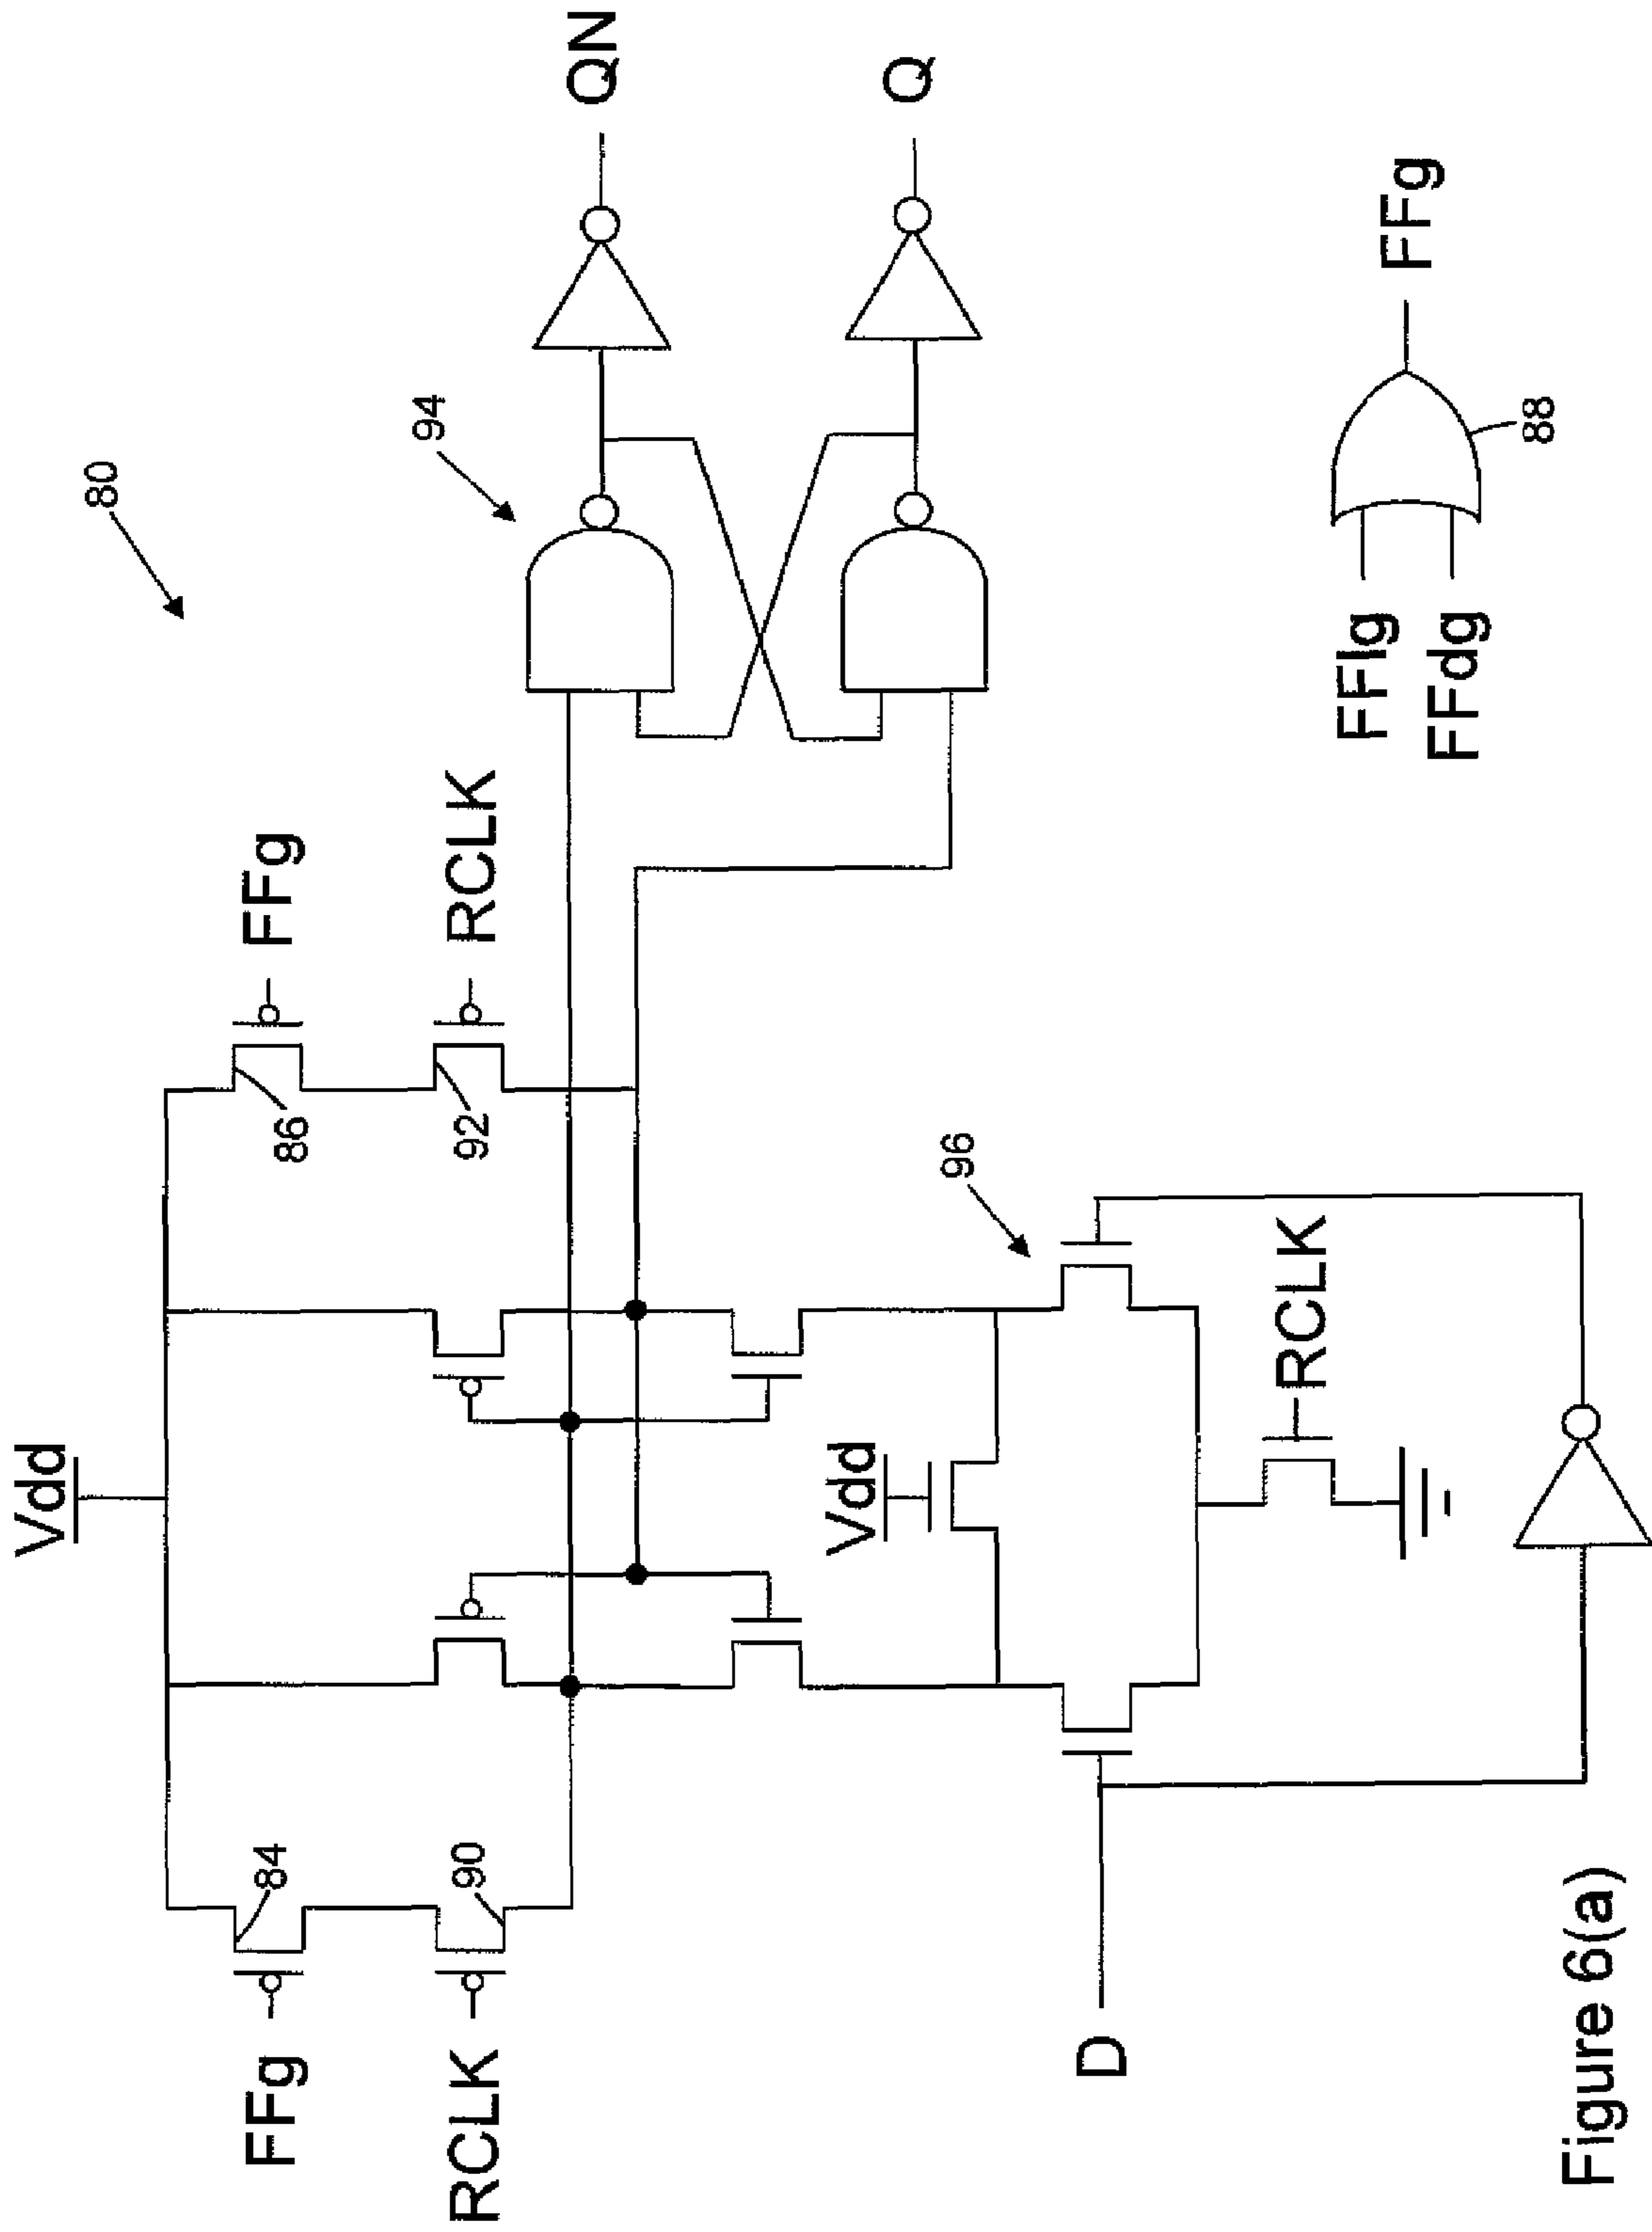 80
Vdd
FFg
84
RCLK
90
86
FFg
92
RCLK
94
QN
Q
Vdd
96
D
RCLK
FFlg
FFdg
FFg
88
Figure 6(a)